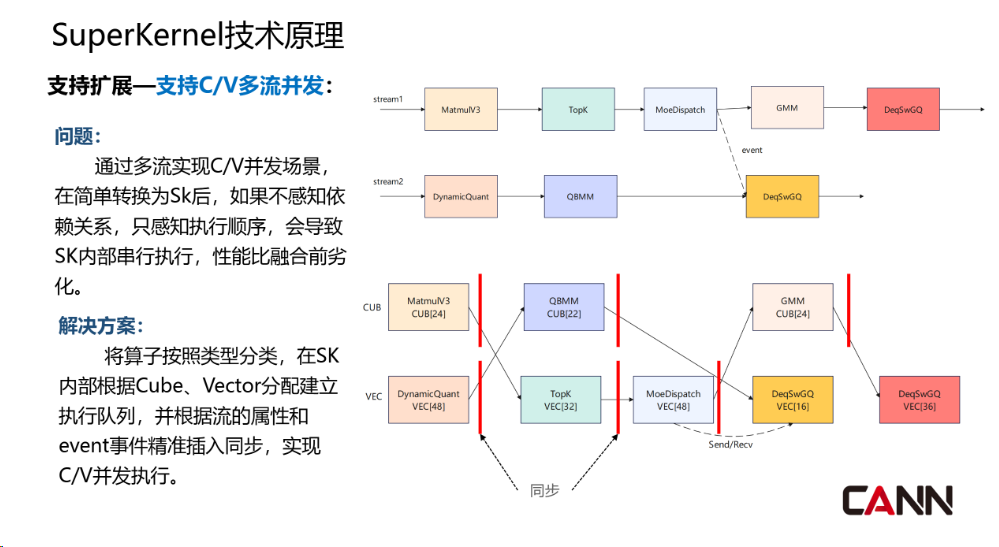 SuperKernel技术原理
支持扩展—支持C/V多流并发：
问题：
通过多流实现C/V并发场景，
在简单转换为Sk后，如果不感知依
赖关系，只感知执行顺序，会导致
SK内部串行执行，性能比融合前劣
化。
解决方案：
将算子按照类型分类，在SK
内部根据Cube、Vector分配建立
执行队列，并根据流的属性和
event事件精准插入同步，实现
C/V并发执行。
stream1
MatmulV3
TopK
MoeDispatch
GMM
DeqSwGQ
event
stream2
DynamicQuant
QBMM
DeqSwGQ
CUB
MatmulV3
CUB[24]
QBMM
CUB[22]
GMM
CUB[24]
VEC
DynamicQuant
VEC[48]
TopK
VEC[32]
MoeDispatch
VEC[48]
DeqSwGQ
VEC[16]
DeqSwGQ
VEC[36]
Send/Recv
同步
CANN